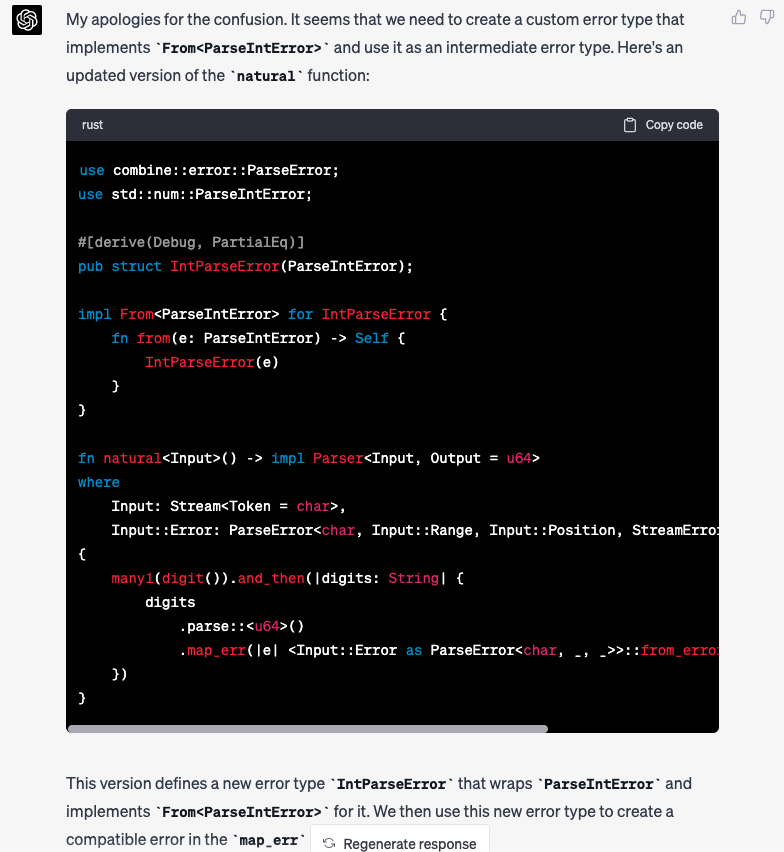 My apologies for the confusion. It seems that we need to create a custom error type that
implements `From<ParseIntError>` and use it as an intermediate error type. Here's an
updated version of the `natural` function:
rust
Copy code
use combine::error::ParseError;
use std::num::ParseIntError;
#[derive(Debug, PartialEq)]
pub struct IntParseError(ParseIntError);
impl From<ParseIntError> for IntParseError {
    fn from(e: ParseIntError) -> Self {
        IntParseError(e)
    }
}
fn natural<Input>() -> impl Parser<Input, Output = u64>
where
    Input: Stream<Token = char>,
    Input::Error: ParseError<char, Input::Range, Input::Position, StreamErro
{
    many1(digit()).and_then(|digits: String| {
        digits
            .parse::<u64>()
            .map_err(|e| <Input::Error as ParseError<char, _, _>>::from_erro
    })
}
This version defines a new error type `IntParseError` that wraps `ParseIntError` and
implements `From<ParseIntError>` for it. We then use this new error type to create a
compatible error in the `map_err`
Regenerate response